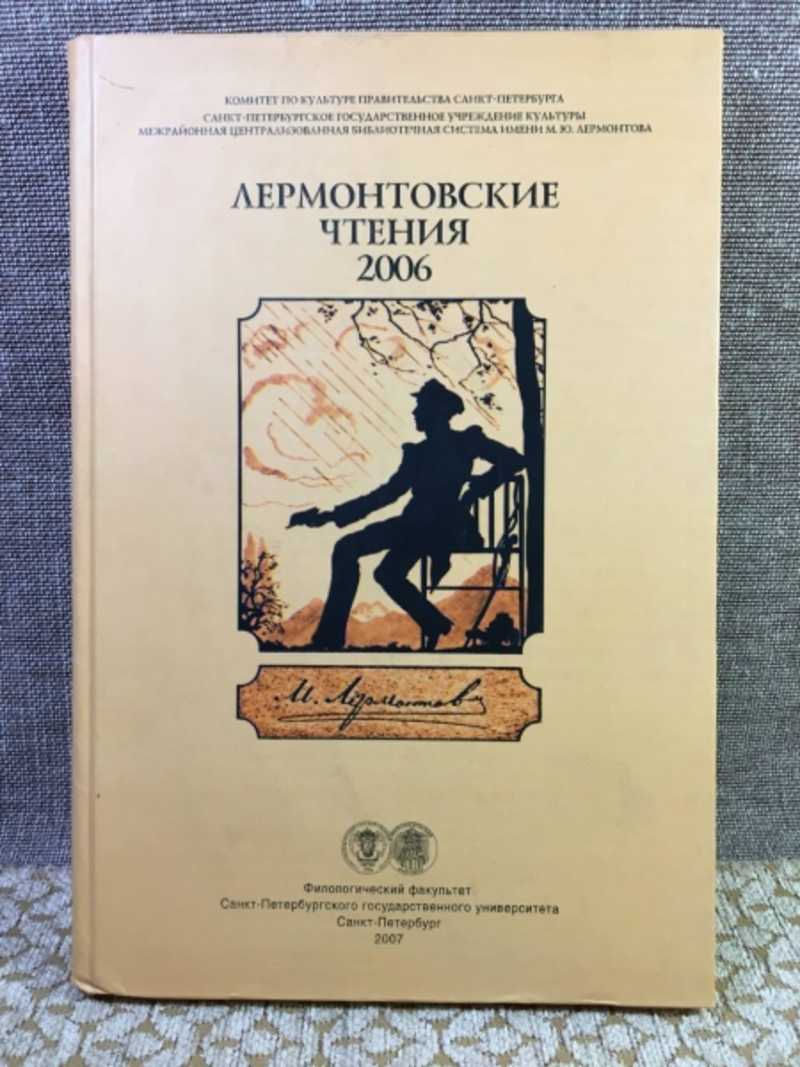 КОМИТЕТ ПО КУЛЬТУРЕ ПРАВИТЕЛЬСТВА САНКТ-ПЕТЕРБУРГА
САНКТ-ПЕТЕРБУРГСКОЕ ГОСУДАРСТВЕННОЕ УЧРЕЖДЕНИЕ КУЛЬТУРЫ
МЕЖРАЙОННАЯ ЦЕНТРАЛИЗОВАННАЯ БИБЛИОТЕЧНАЯ СИСТЕМА ИМЕНИ М. Ю. ЛЕРМОНТОВА
ЛЕРМОНТОВСКИЕ
ЧТЕНИЯ
2006
М. Лермонтовъ
Филологический факультет
Санкт-Петербургского государственного университета
Санкт-Петербург
2007